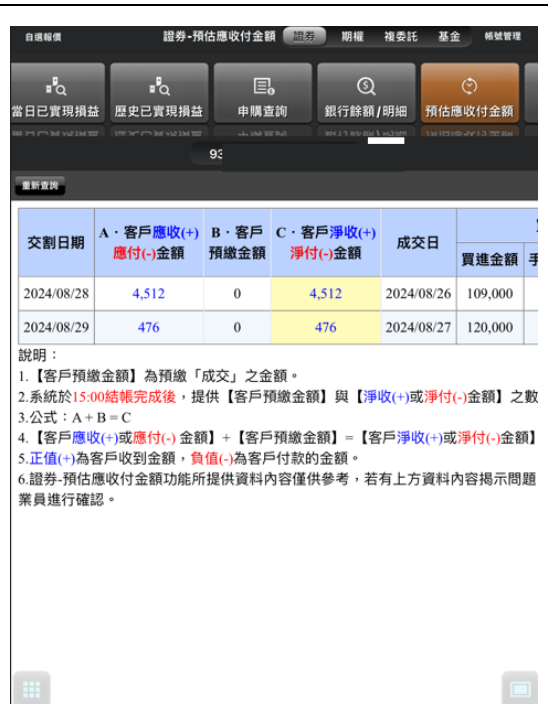 自選報價 證券-預估應收付金額 證券 期權 複委託 基金 帳號管理
當日已實現損益 歷史已實現損益 申購查詢 銀行餘額/明細 預估應收付金額
重新查詢
交割日期 A·客戶應收(+)應付(-)金額 B·客戶預繳金額 C·客戶淨收(+)淨付(-)金額 成交日 買進金額
2024/08/28 4,512 0 4,512 2024/08/26 109,000
2024/08/29 476 0 476 2024/08/27 120,000
說明：
1.【客戶預繳金額】為預繳「成交」之金額。
2.系統於15:00結帳完成後，提供【客戶預繳金額】與【淨收(+)或淨付(-)金額】之數
3.公式：A + B = C
4.【客戶應收(+)或應付(-) 金額】+【客戶預繳金額】=【客戶淨收(+)或淨付(-)金額】
5.正值(+)為客戶收到金額，負值(-)為客戶付款的金額。
6.證券-預估應收付金額功能所提供資料內容僅供參考，若有上方資料內容揭示問題
業員進行確認。